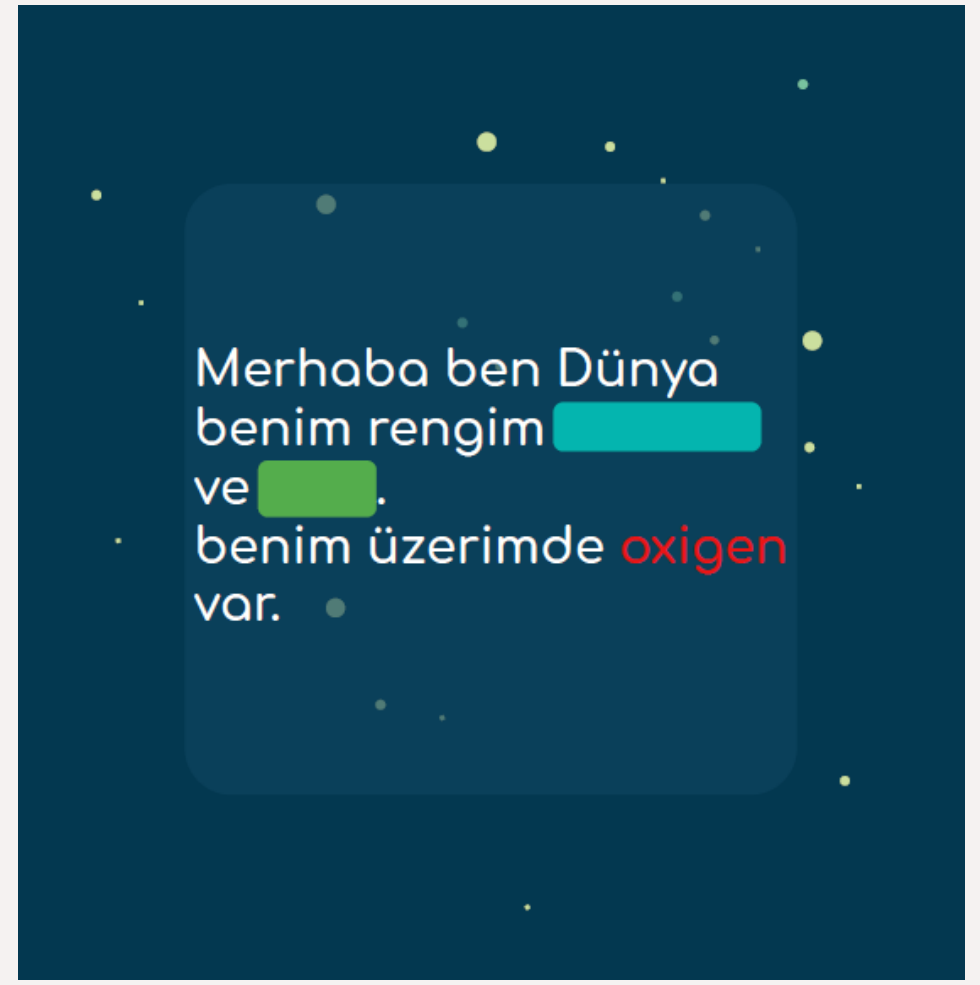 Merhaba ben Dünya
benim rengim
ve .
benim üzerimde oxigen
var.